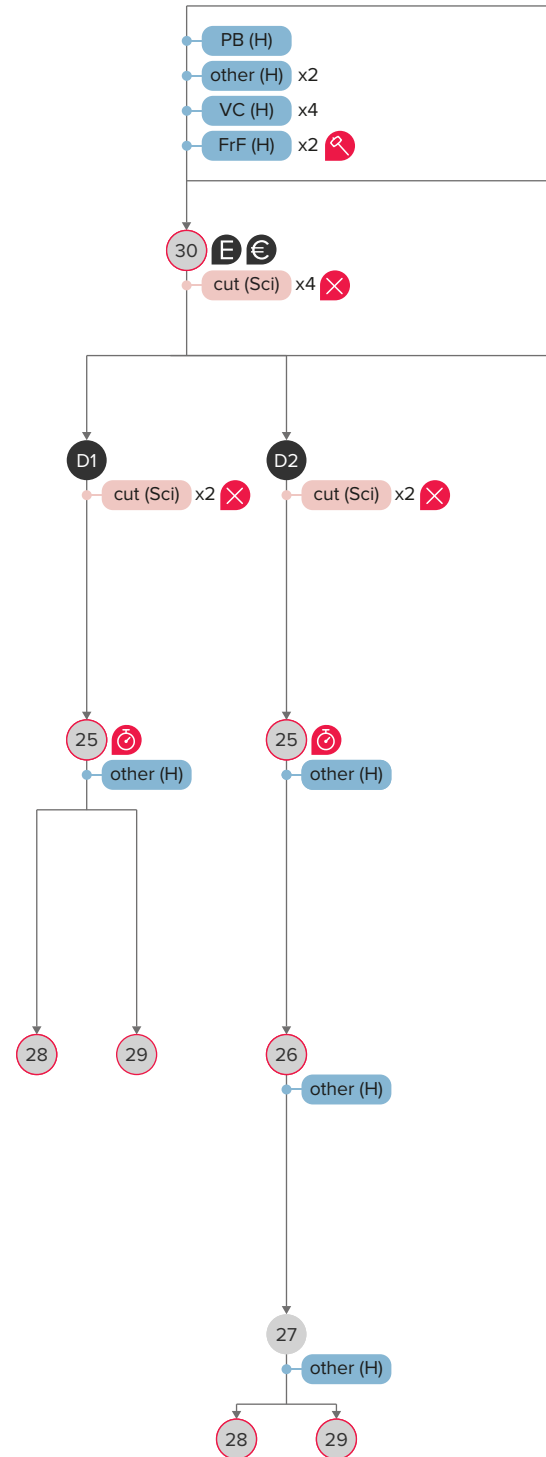 PB (H)
other (H) x2
VC (H) x4
FrF (H) x2
30 E €
cut (Sci) x4
D1 D2
cut (Sci) x2 cut (Sci) x2
25 25
other (H) other (H)
28 29 26
other (H)
27
other (H)
28 29